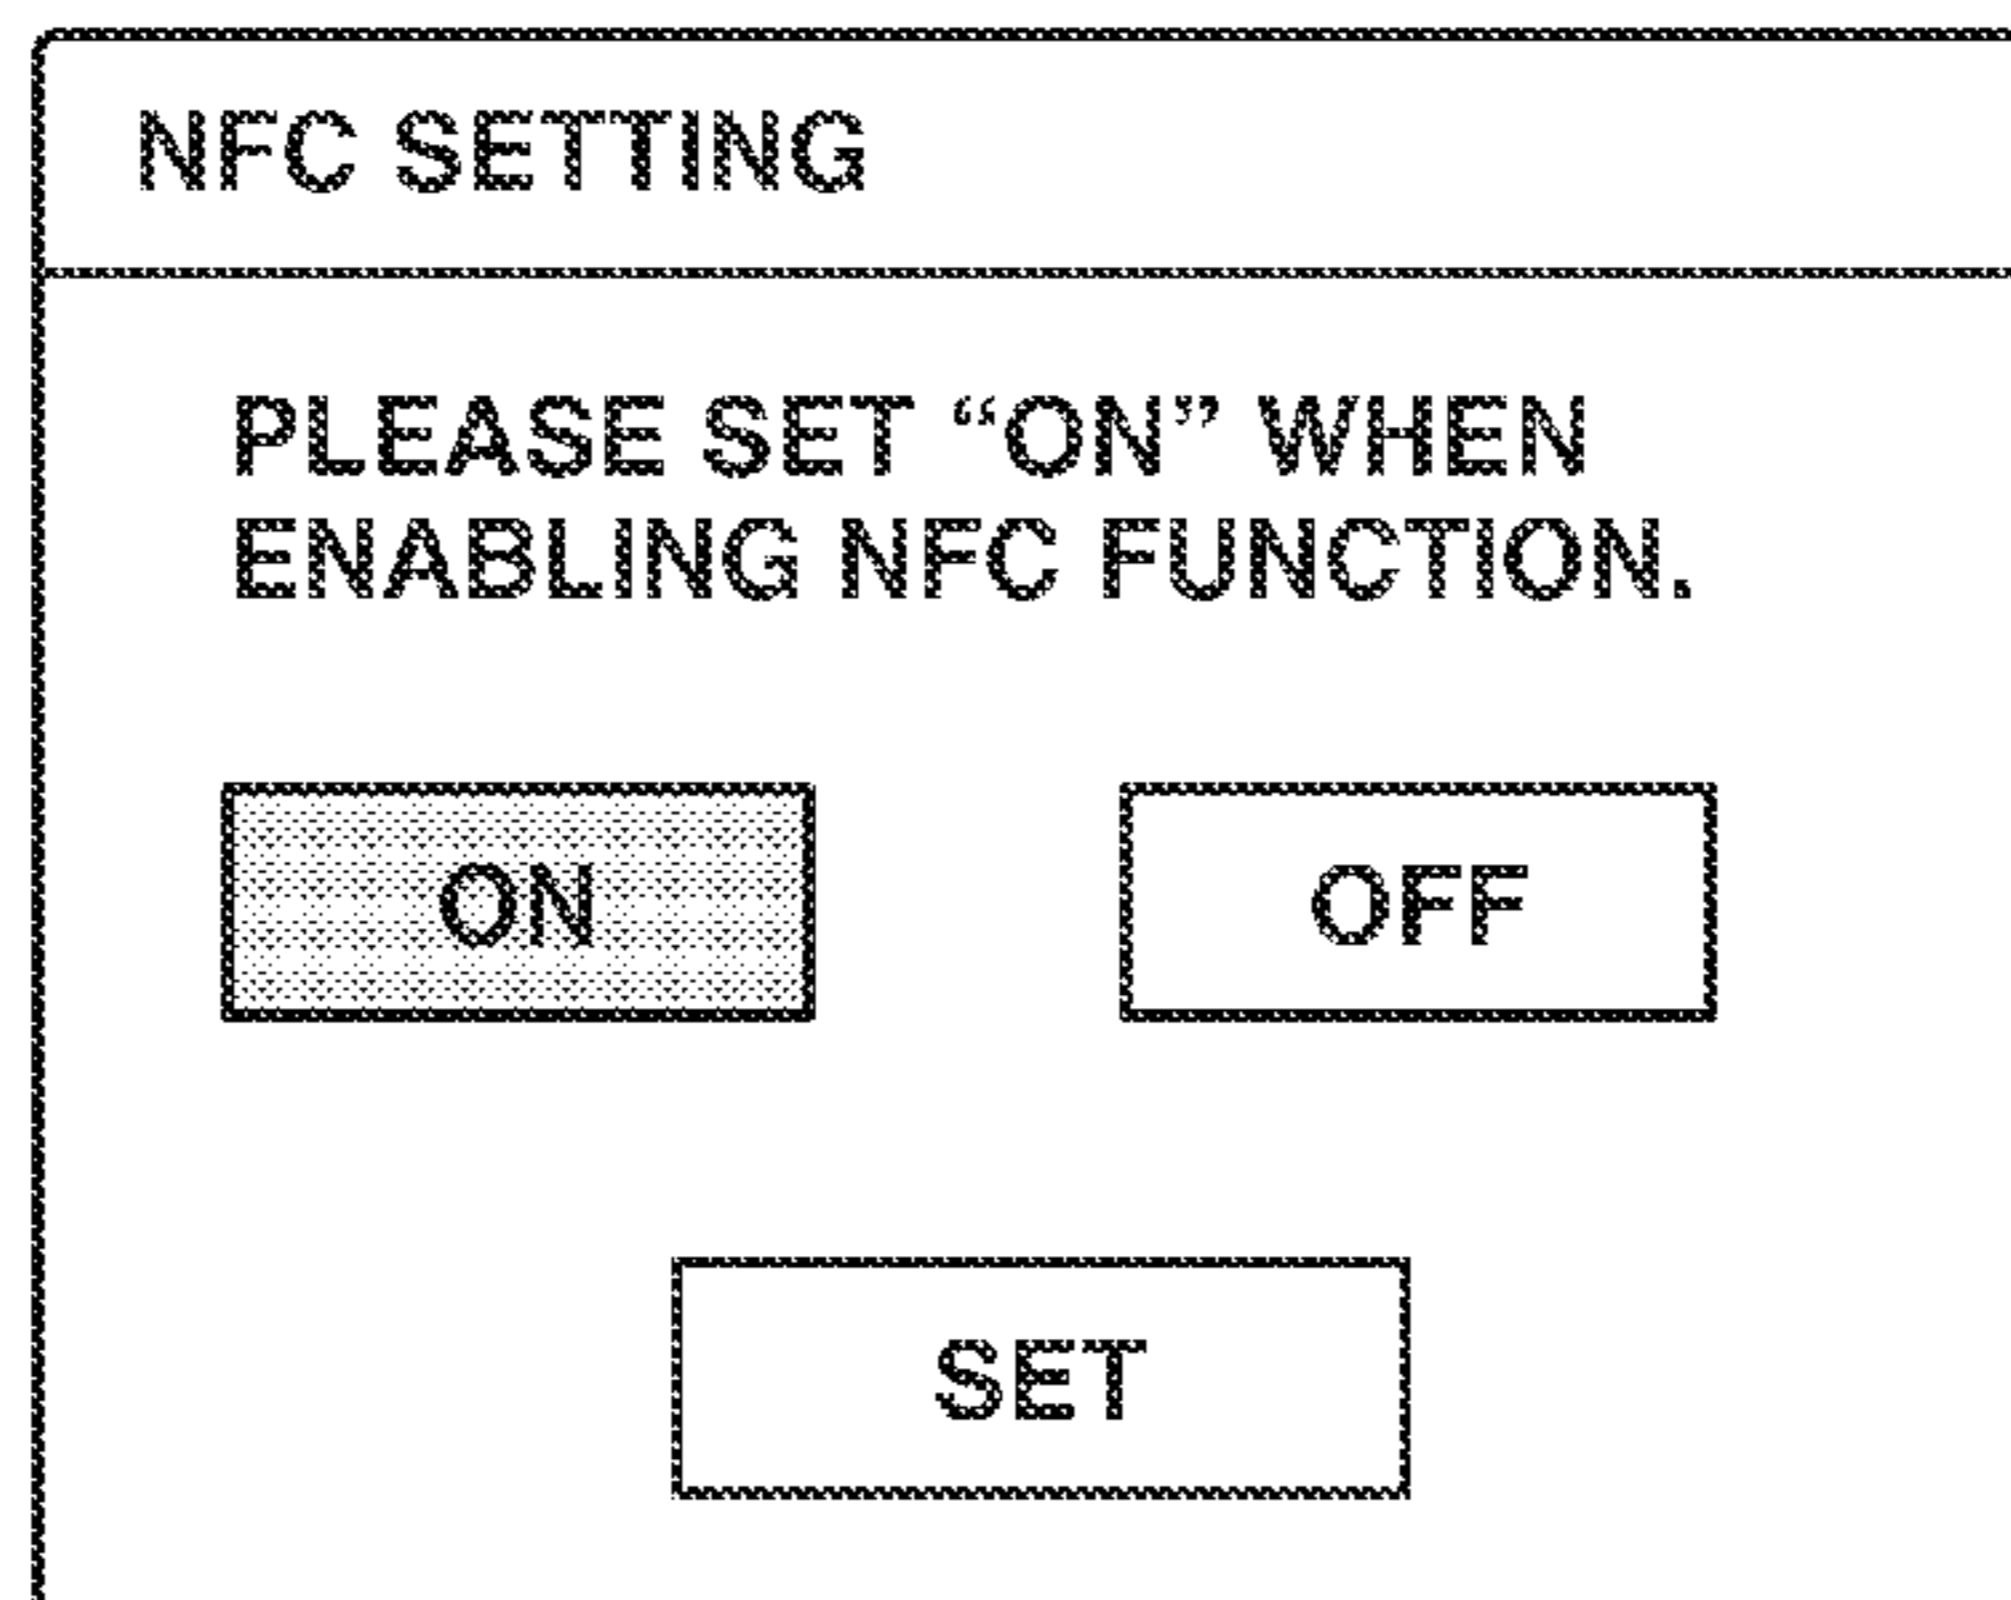 NFC SETTING
PLEASE SET “ON” WHEN
ENABLING NFC FUNCTION.
ON
OFF
SET